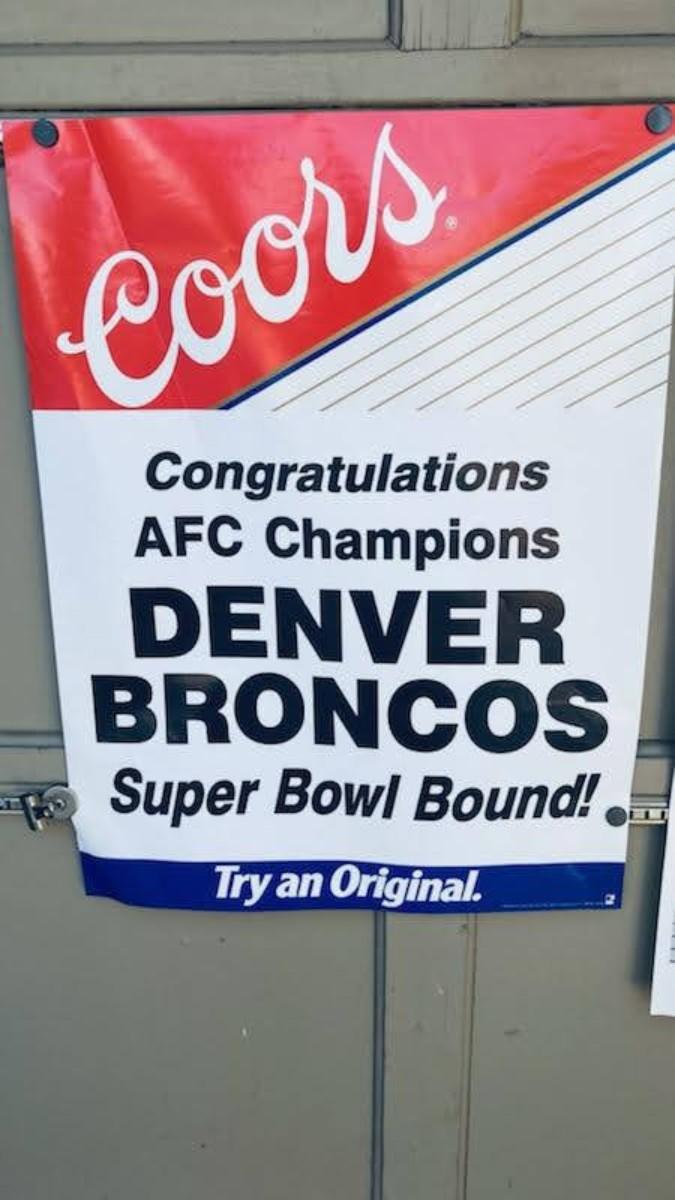 Coors®
Congratulations
AFC Champions
DENVER
BRONCOS
Super Bowl Bound!
Try an Original.